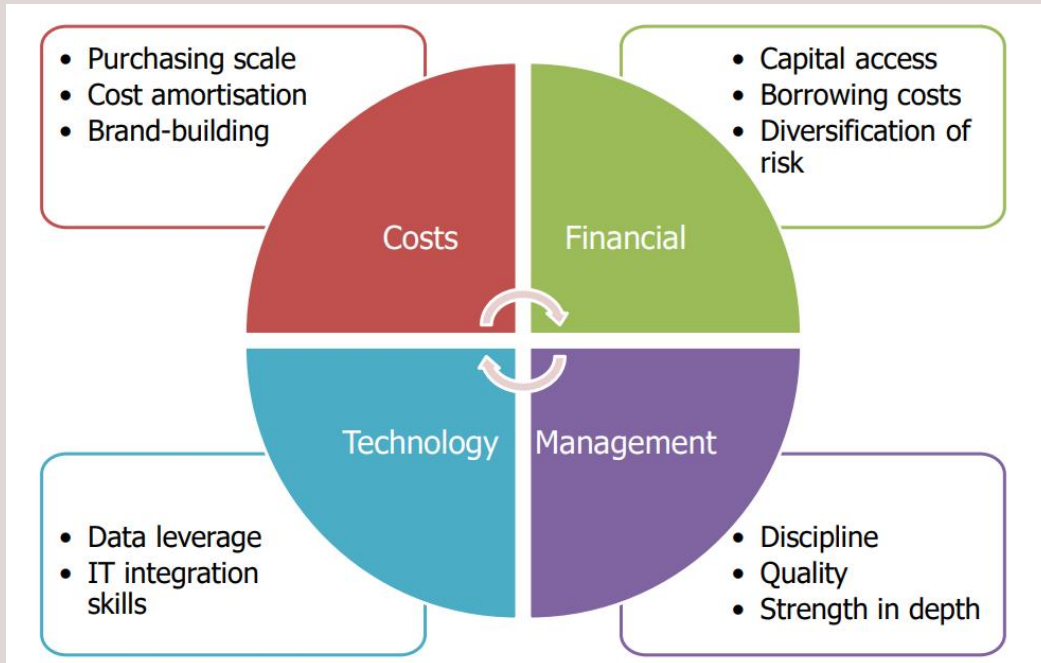 • Purchasing scale
• Cost amortisation
• Brand-building
• Capital access
• Borrowing costs
• Diversification of
risk
Costs
Financial
Technology
Management
• Data leverage
• IT integration
skills
• Discipline
• Quality
• Strength in depth